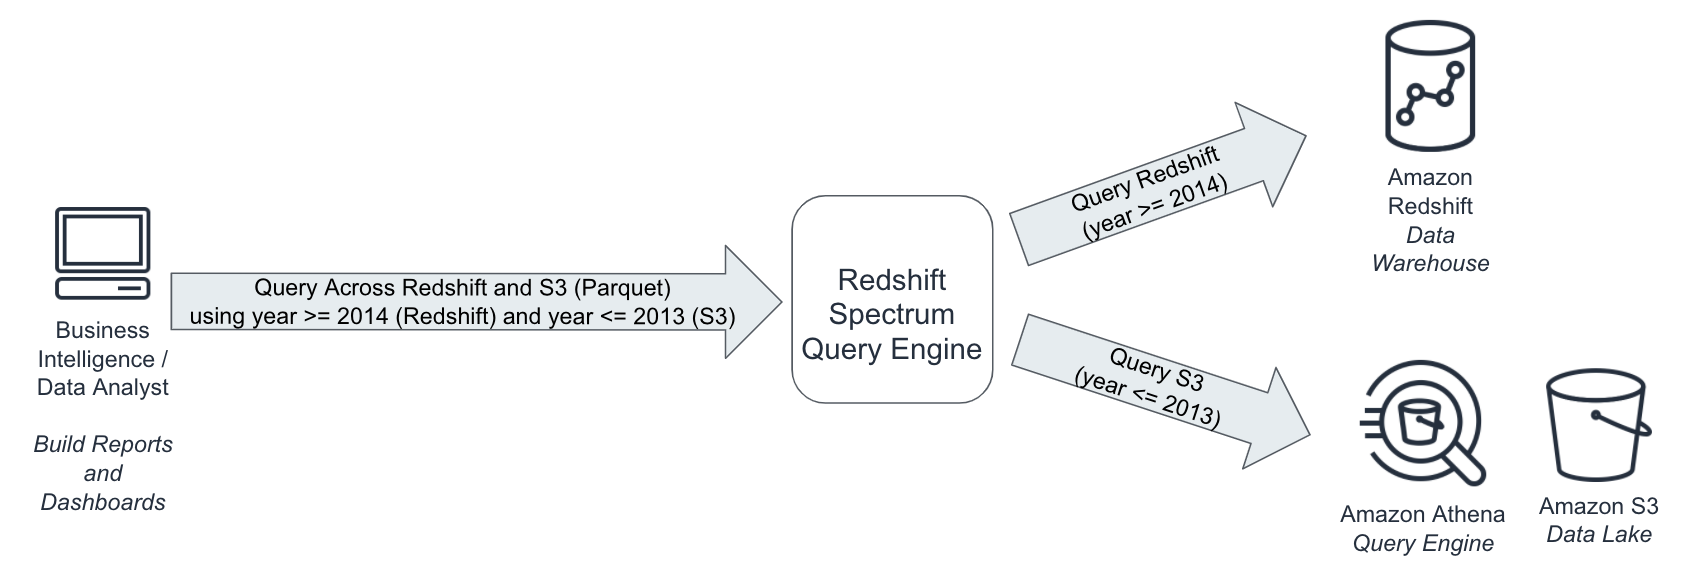 Business
Intelligence /
Data Analyst
Build Reports
and
Dashboards
Query Across Redshift and S3 (Parquet)
using year >= 2014 (Redshift) and year <= 2013 (S3)
Redshift
Spectrum
Query Engine
Query Redshift
(year >= 2014)
Query S3
(year <= 2013)
Amazon
Redshift
Data
Warehouse
Amazon Athena
Query Engine
Amazon S3
Data Lake